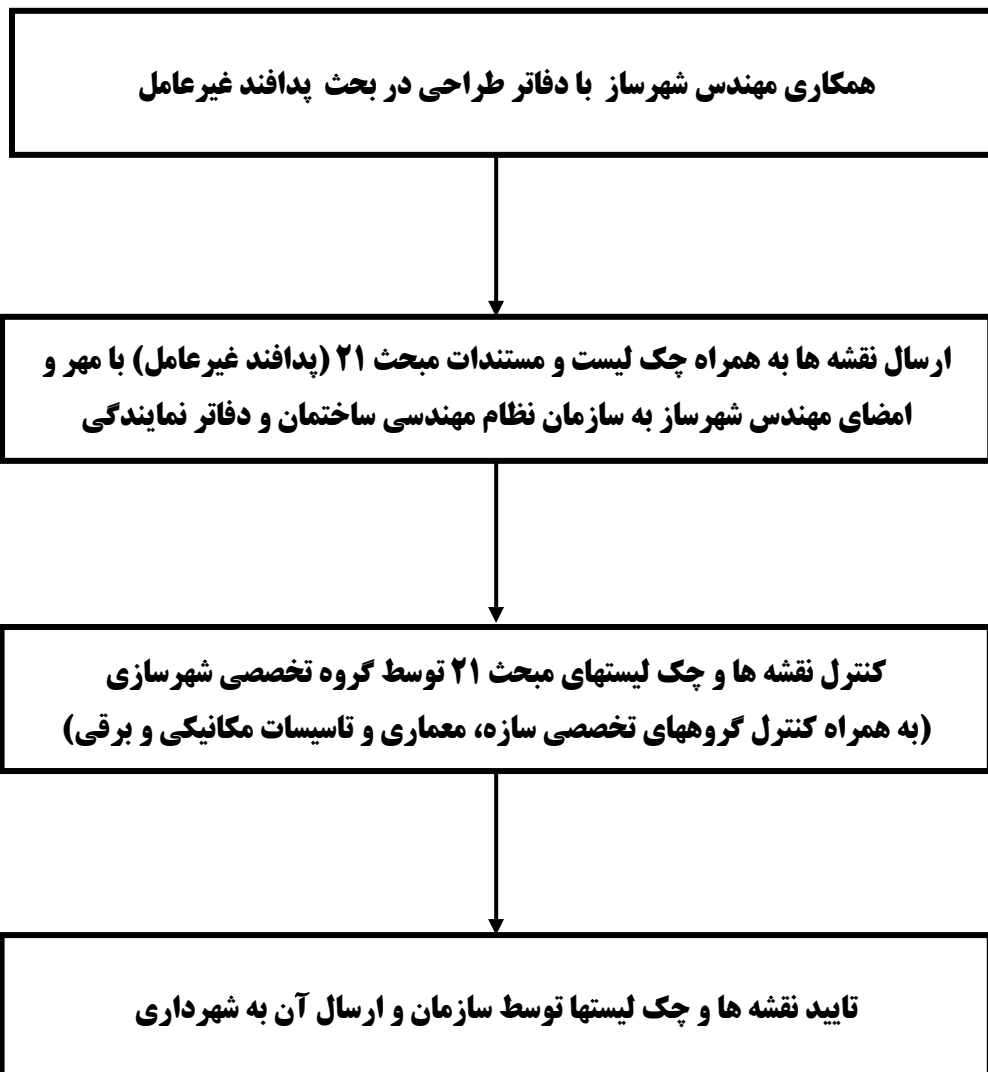 همکاری مهندس شهرساز با دفاتر طراحی در بحث پدافند غیرعامل
ارسال نقشه ها به همراه چک لیست و مستندات مبحث ۲۱ (پدافند غیرعامل) با مهر و
امضای مهندس شهرساز به سازمان نظام مهندسی ساختمان و دفاتر نمایندگی
کنترل نقشه ها و چک لیستهای مبحث ۲۱ توسط گروه تخصصی شهرسازی
(به همراه کنترل گروههای تخصصی سازه، معماری و تاسیسات مکانیکی و برقی)
تایید نقشه ها و چک لیستها توسط سازمان و ارسال آن به شهرداری